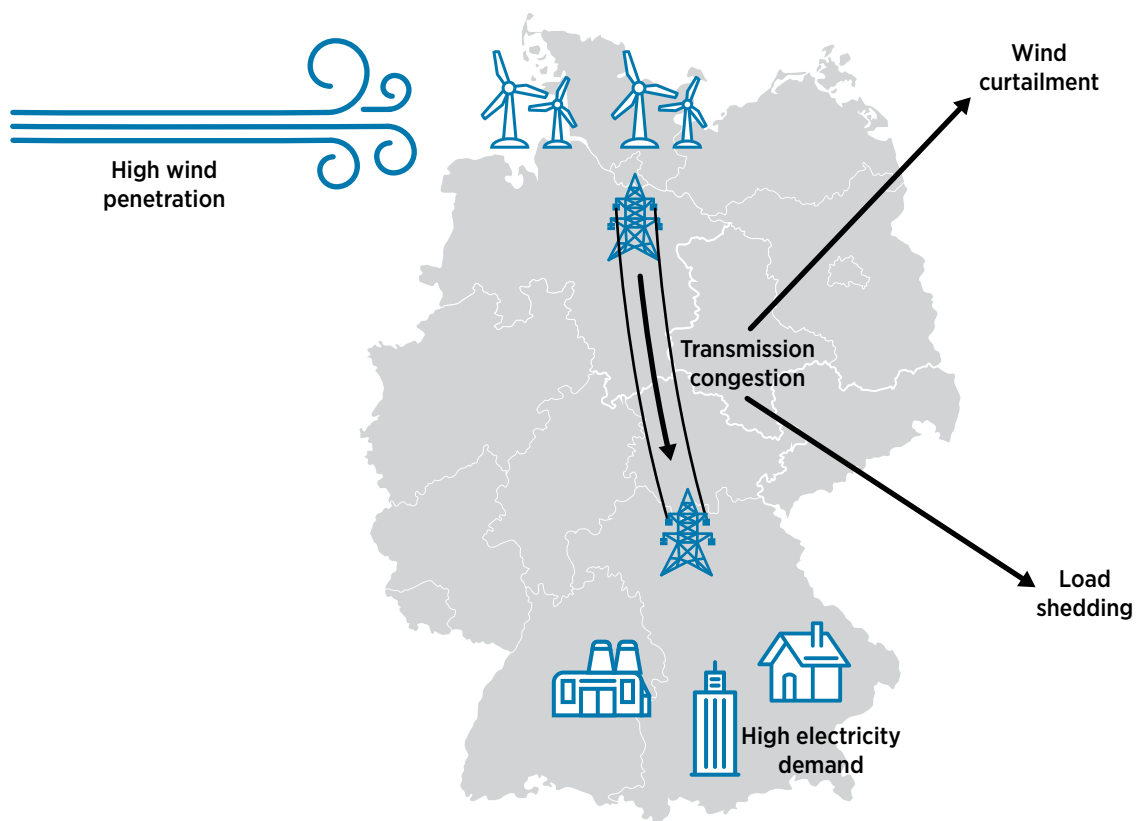 Wind
curtailment
High wind
penetration
Transmission
congestion
Load
shedding
High electricity
demand